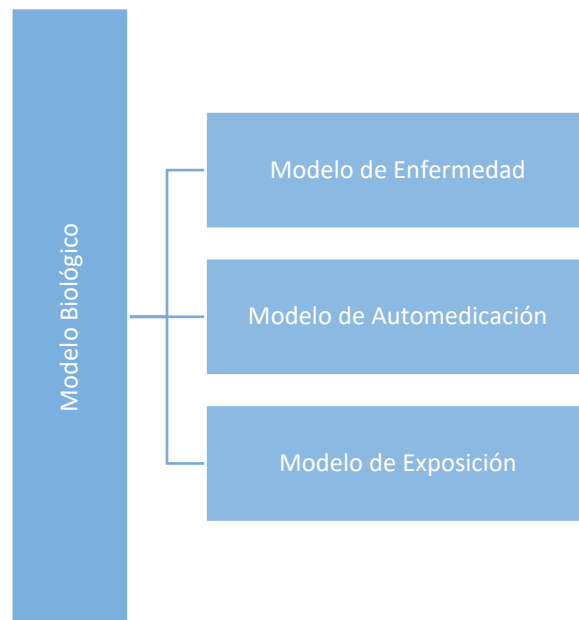 Modelo Biológico
Modelo de Enfermedad
Modelo de Automedicación
Modelo de Exposición